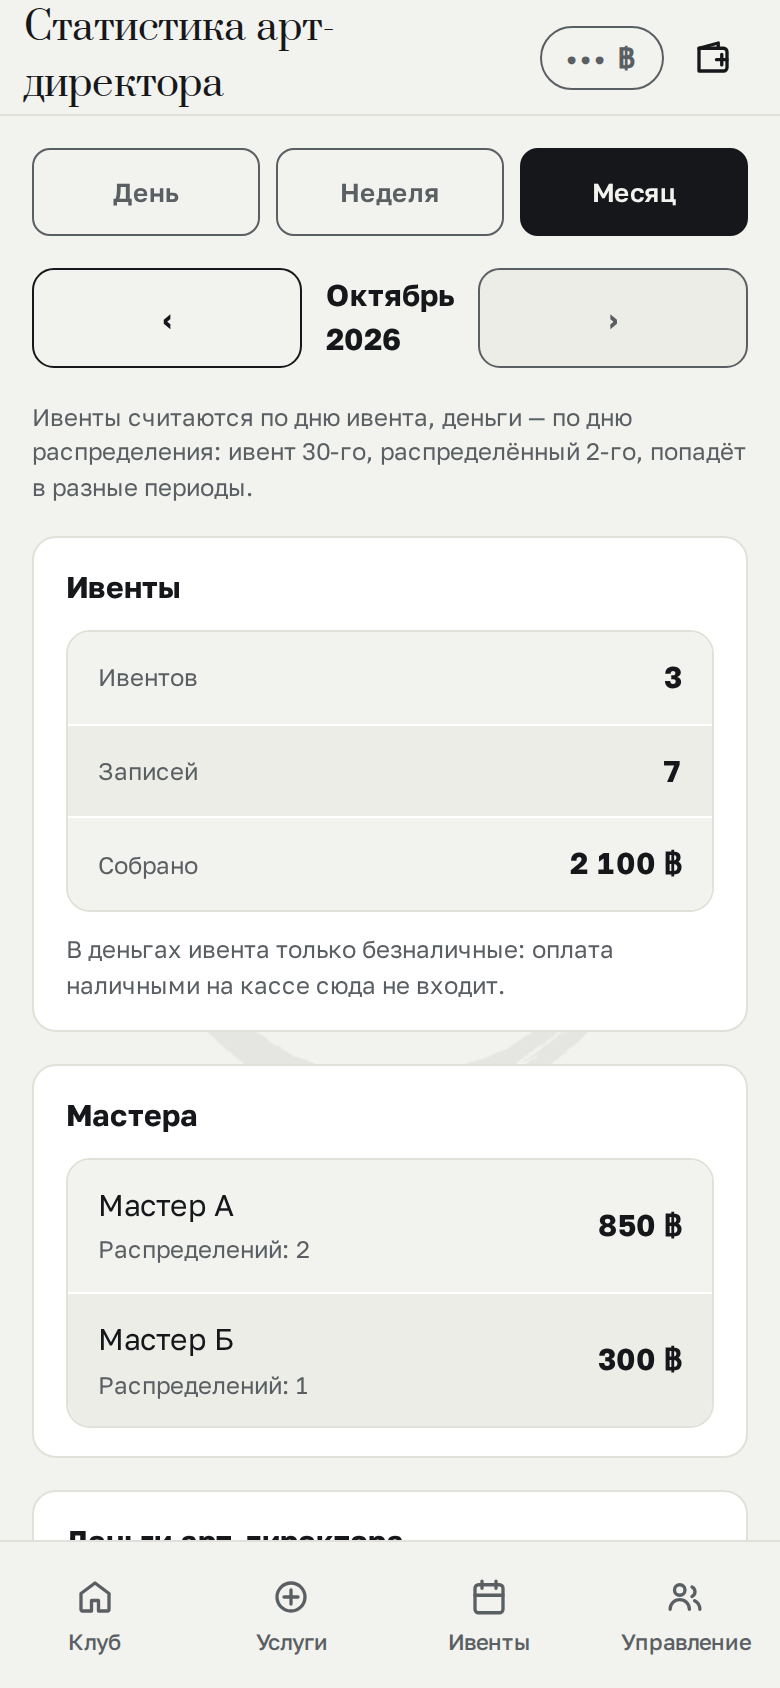 Статистика арт-
директора
••• ฿
День
Неделя
Месяц
‹
Октябрь
2026
›
Ивенты считаются по дню ивента, деньги — по дню
распределения: ивент 30-го, распределённый 2-го, попадёт
в разные периоды.
Ивенты
Ивентов 3
Записей 7
Собрано 2 100 ฿
В деньгах ивента только безналичные: оплата
наличными на кассе сюда не входит.
Мастера
Мастер А
850 ฿
Распределений: 2
Мастер Б
300 ฿
Распределений: 1
Деньги арт-директора
Клуб
Услуги
Ивенты
Управление